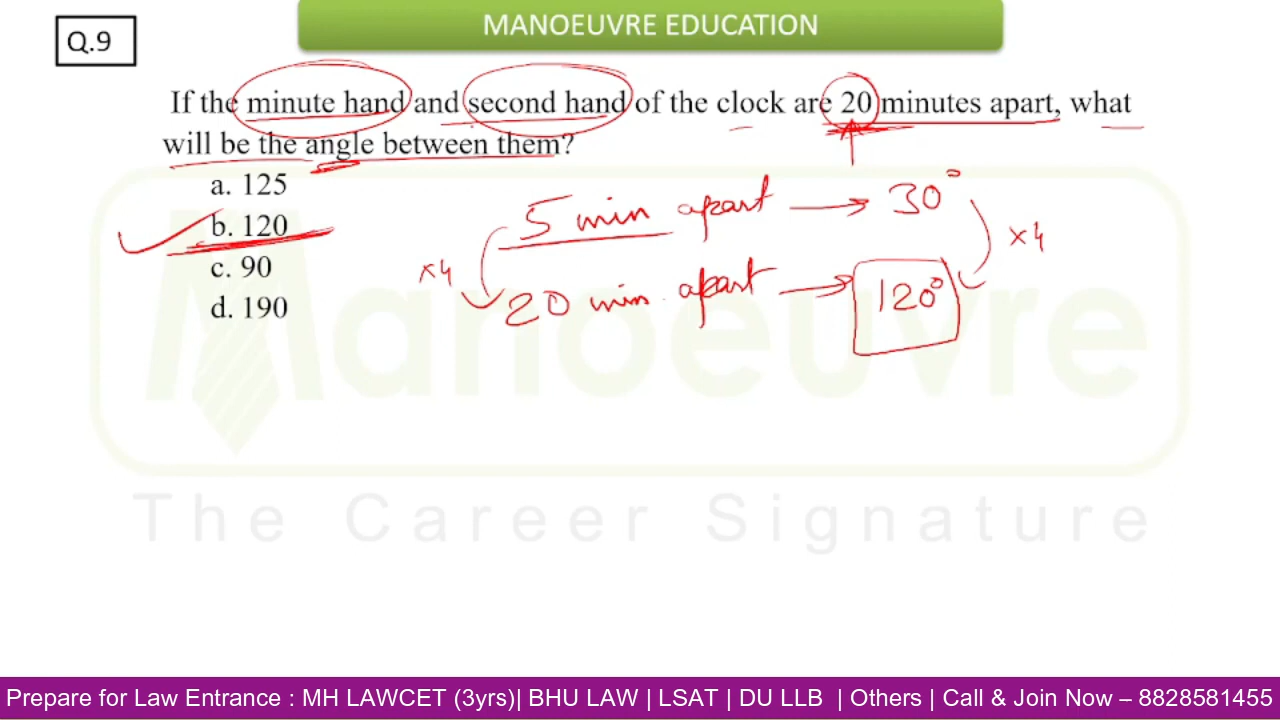 MANOEUVRE EDUCATION
Q.9
If the minute hand and second hand of the clock are 20 minutes apart, what
will be the angle between them?
a. 125
b. 120
c. 90
d. 190
5 min apart → 30°
×4
×4
20 min apart → 120°
Manoeuvre
The Career Signature
Prepare for Law Entrance : MH LAWCET (3yrs)| BHU LAW | LSAT | DU LLB | Others | Call & Join Now – 8828581455